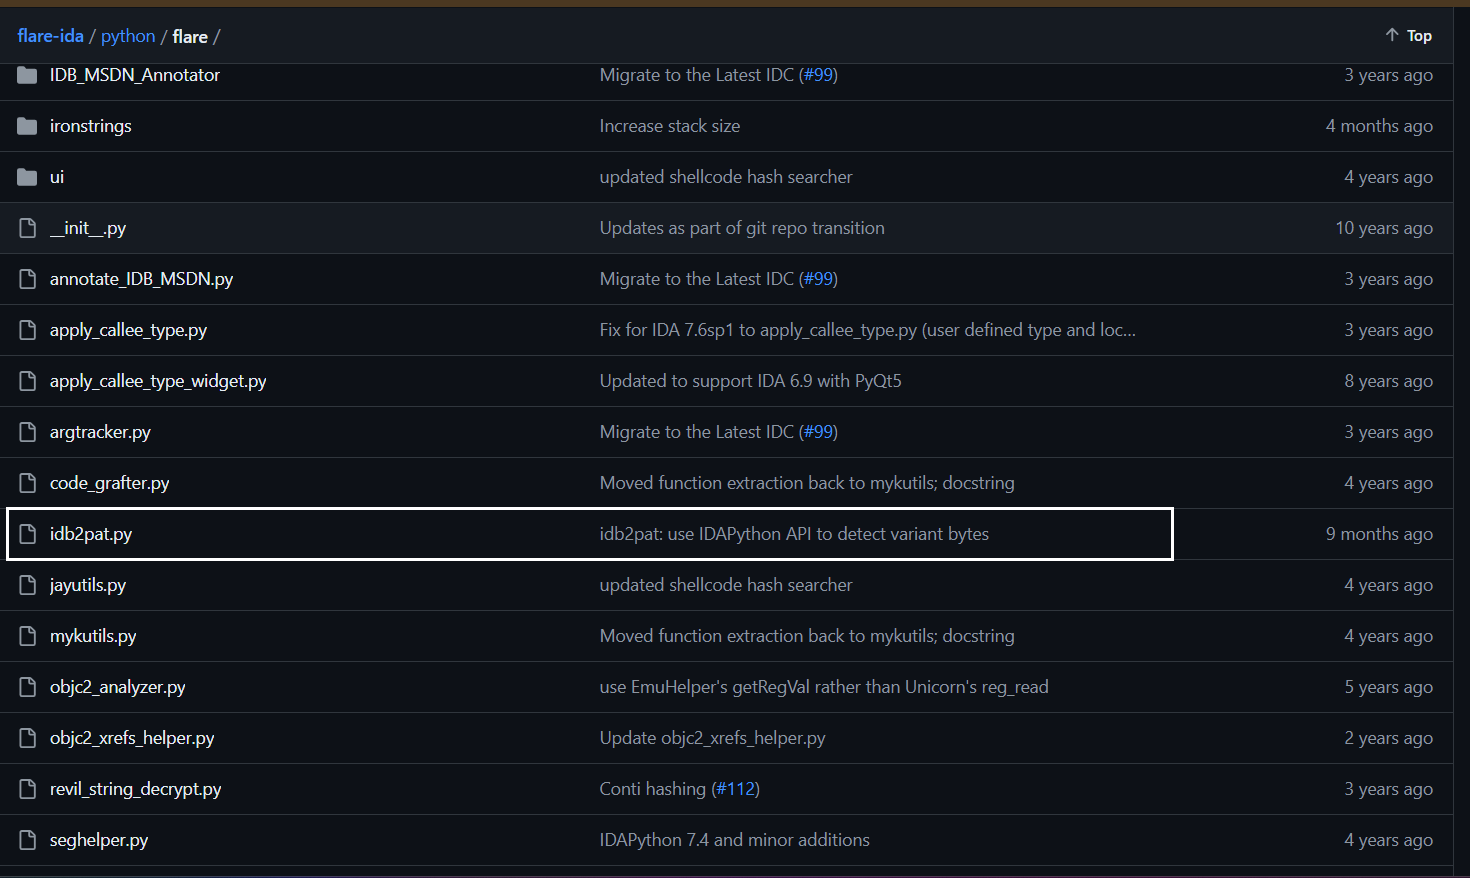 flare-ida / python / flare / Top
IDB_MSDN_Annotator Migrate to the Latest IDC (#99) 3 years ago
ironstrings Increase stack size 4 months ago
ui updated shellcode hash searcher 4 years ago
__init__.py Updates as part of git repo transition 10 years ago
annotate_IDB_MSDN.py Migrate to the Latest IDC (#99) 3 years ago
apply_callee_type.py Fix for IDA 7.6sp1 to apply_callee_type.py (user defined type and loc... 3 years ago
apply_callee_type_widget.py Updated to support IDA 6.9 with PyQt5 8 years ago
argtracker.py Migrate to the Latest IDC (#99) 3 years ago
code_grafter.py Moved function extraction back to mykutils; docstring 4 years ago
idb2pat.py idb2pat: use IDAPython API to detect variant bytes 9 months ago
jayutils.py updated shellcode hash searcher 4 years ago
mykutils.py Moved function extraction back to mykutils; docstring 4 years ago
objc2_analyzer.py use EmuHelper's getRegVal rather than Unicorn's reg_read 5 years ago
objc2_xrefs_helper.py Update objc2_xrefs_helper.py 2 years ago
revil_string_decrypt.py Conti hashing (#112) 3 years ago
seghelper.py IDAPython 7.4 and minor additions 4 years ago